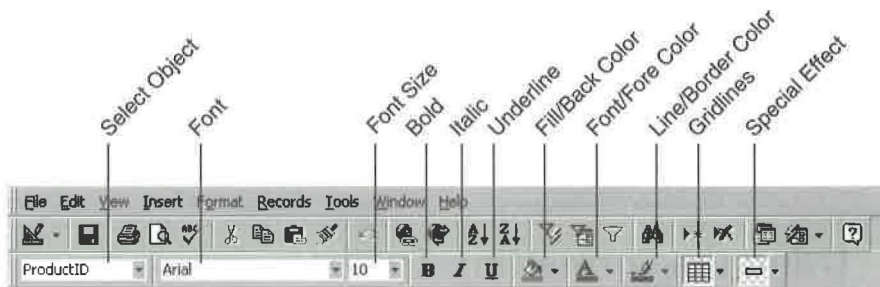 Select Object
Font
Font Size
Bold
Italic
Underline
Fill/Back Color
Font/Fore Color
Line/Border Color
Gridlines
Special Effect
File Edit View Insert Format Records Tools Window Help
ABC A Z Z A
ProductID Arial 10 B I U A